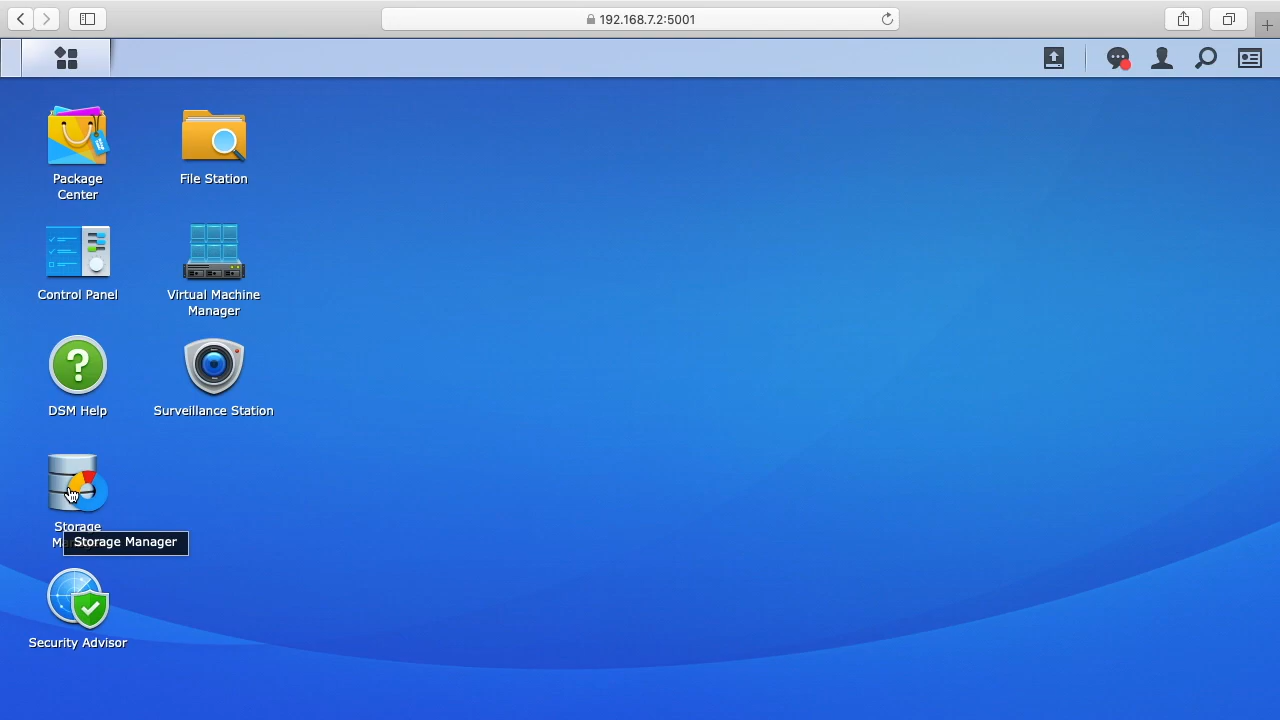 192.168.7.2:5001
Package
Center
File Station
Control Panel
Virtual Machine
Manager
DSM Help
Surveillance Station
Storage
Storage Manager
Security Advisor